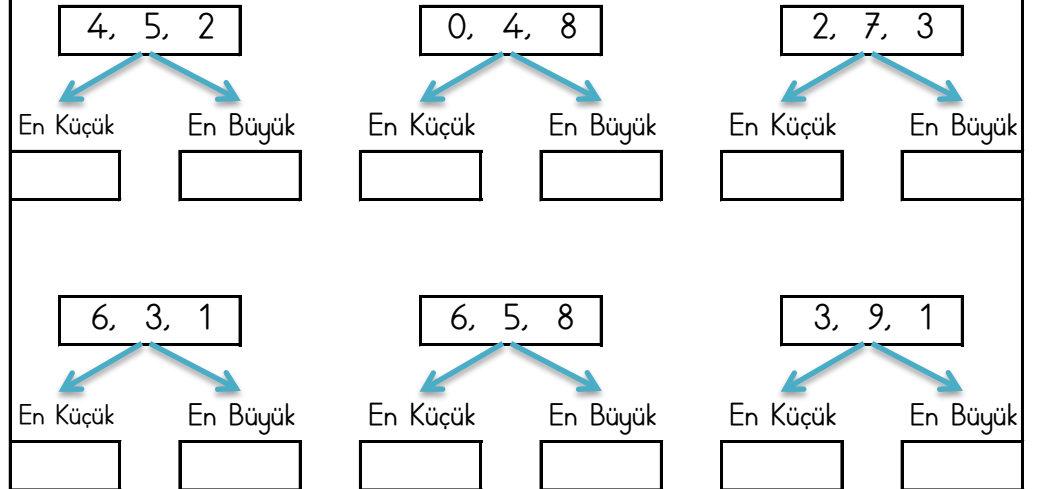 4, 5, 2 0, 4, 8 2, 7, 3
En Küçük En Büyük En Küçük En Büyük En Küçük En Büyük
6, 3, 1 6, 5, 8 3, 9, 1
En Küçük En Büyük En Küçük En Büyük En Küçük En Büyük